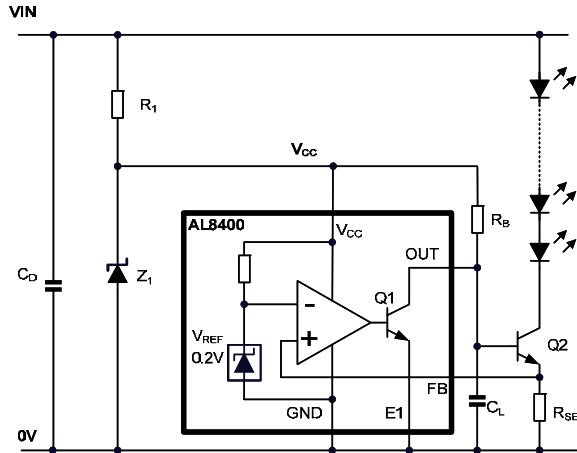 VIN
R1
VCC
AL8400
VCC
RB
OUT
CD
Z1
Q1
VREF
0.2V
Q2
FB
GND
E1
CL
RSE
0V